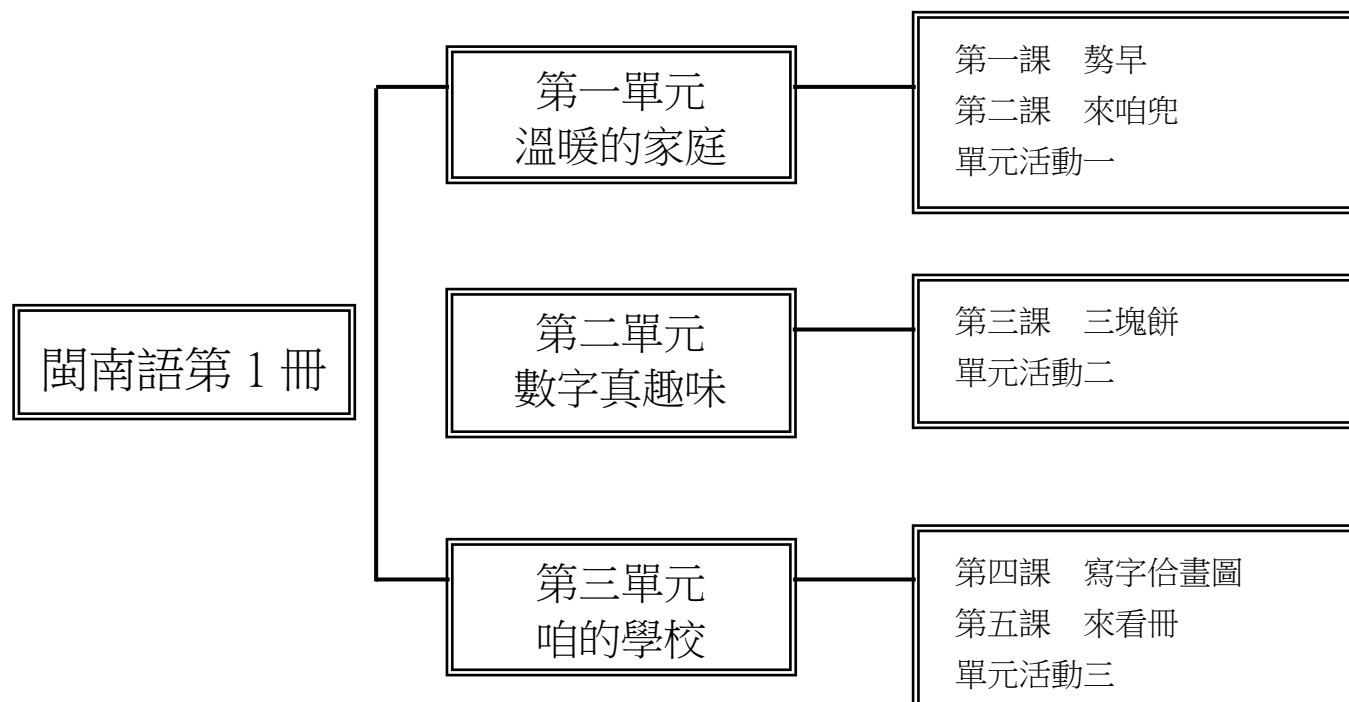 閩南語第 1 冊
第一單元
溫暖的家庭
第一課　勢早
第二課　來咱兜
單元活動一
第二單元
數字真趣味
第三課　三塊餅
單元活動二
第三單元
咱的學校
第四課　寫字佮畫圖
第五課　來看冊
單元活動三